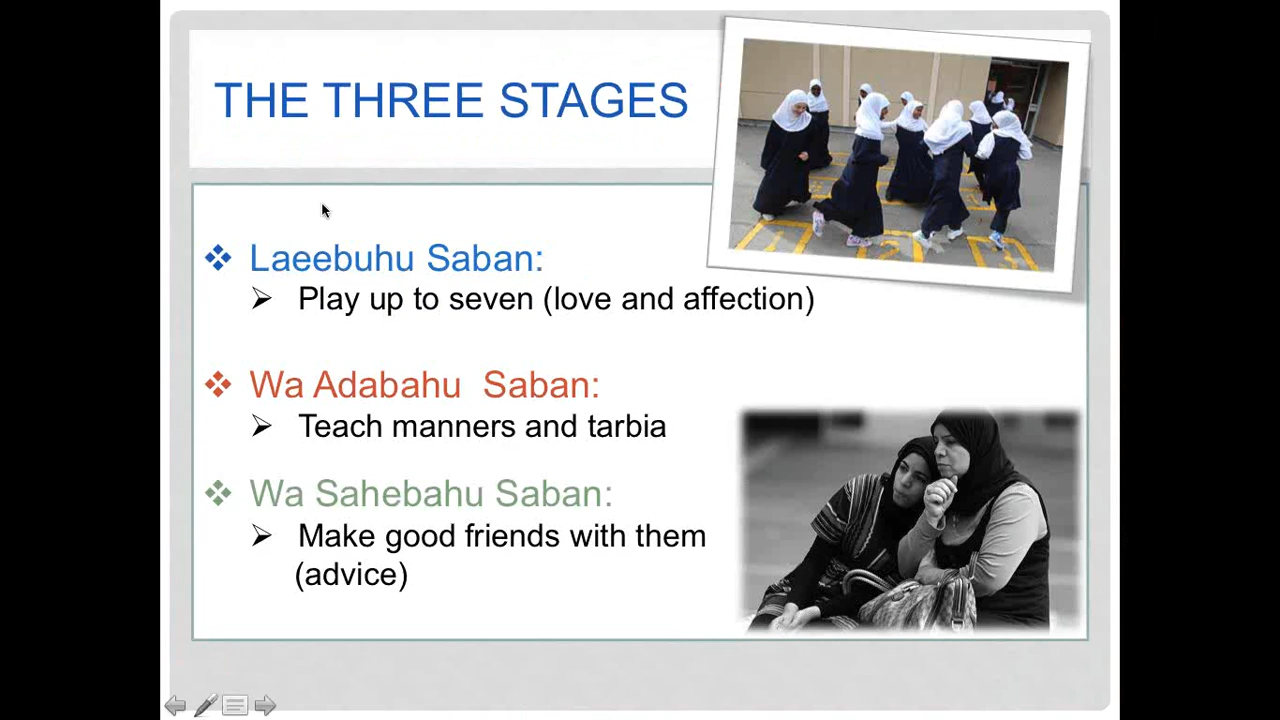 THE THREE STAGES
Laeebuhu Saban:
Play up to seven (love and affection)
Wa Adabahu Saban:
Teach manners and tarbia
Wa Sahebahu Saban:
Make good friends with them
(advice)